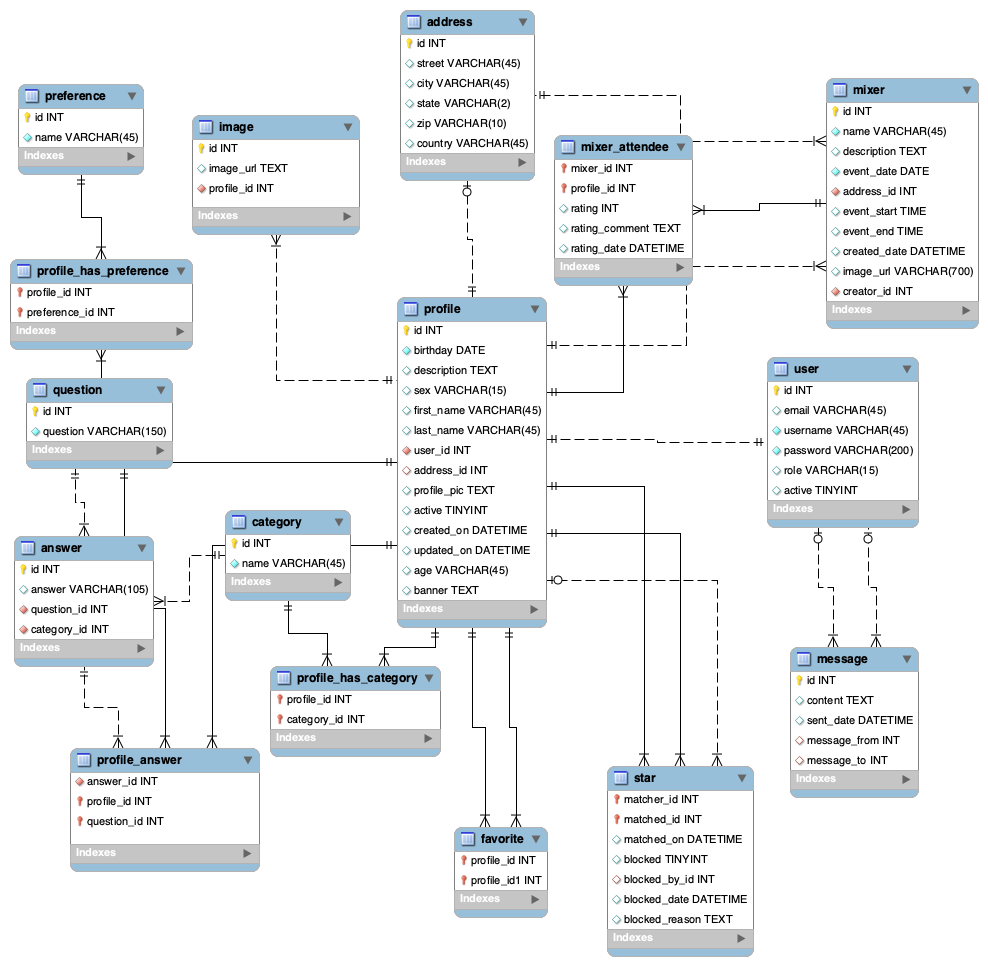 address
id INT
street VARCHAR(45)
city VARCHAR(45)
state VARCHAR(2)
zip VARCHAR(10)
country VARCHAR(45)
Indexes
preference
id INT
name VARCHAR(45)
Indexes
image
id INT
image_url TEXT
profile_id INT
Indexes
mixer_attendee
mixer_id INT
profile_id INT
rating INT
rating_comment TEXT
rating_date DATETIME
Indexes
mixer
id INT
name VARCHAR(45)
description TEXT
event_date DATE
address_id INT
event_start TIME
event_end TIME
created_date DATETIME
image_url VARCHAR(700)
creator_id INT
Indexes
profile_has_preference
profile_id INT
preference_id INT
Indexes
profile
id INT
birthday DATE
description TEXT
sex VARCHAR(15)
first_name VARCHAR(45)
last_name VARCHAR(45)
user_id INT
address_id INT
profile_pic TEXT
active TINYINT
created_on DATETIME
updated_on DATETIME
age VARCHAR(45)
banner TEXT
Indexes
question
id INT
question VARCHAR(150)
Indexes
user
id INT
email VARCHAR(45)
username VARCHAR(45)
password VARCHAR(200)
role VARCHAR(15)
active TINYINT
Indexes
category
id INT
name VARCHAR(45)
Indexes
answer
id INT
answer VARCHAR(105)
question_id INT
category_id INT
Indexes
profile_has_category
profile_id INT
category_id INT
Indexes
message
id INT
content TEXT
sent_date DATETIME
message_from INT
message_to INT
Indexes
profile_answer
answer_id INT
profile_id INT
question_id INT
Indexes
favorite
profile_id INT
profile_id1 INT
Indexes
star
matcher_id INT
matched_id INT
matched_on DATETIME
blocked TINYINT
blocked_by_id INT
blocked_date DATETIME
blocked_reason TEXT
Indexes